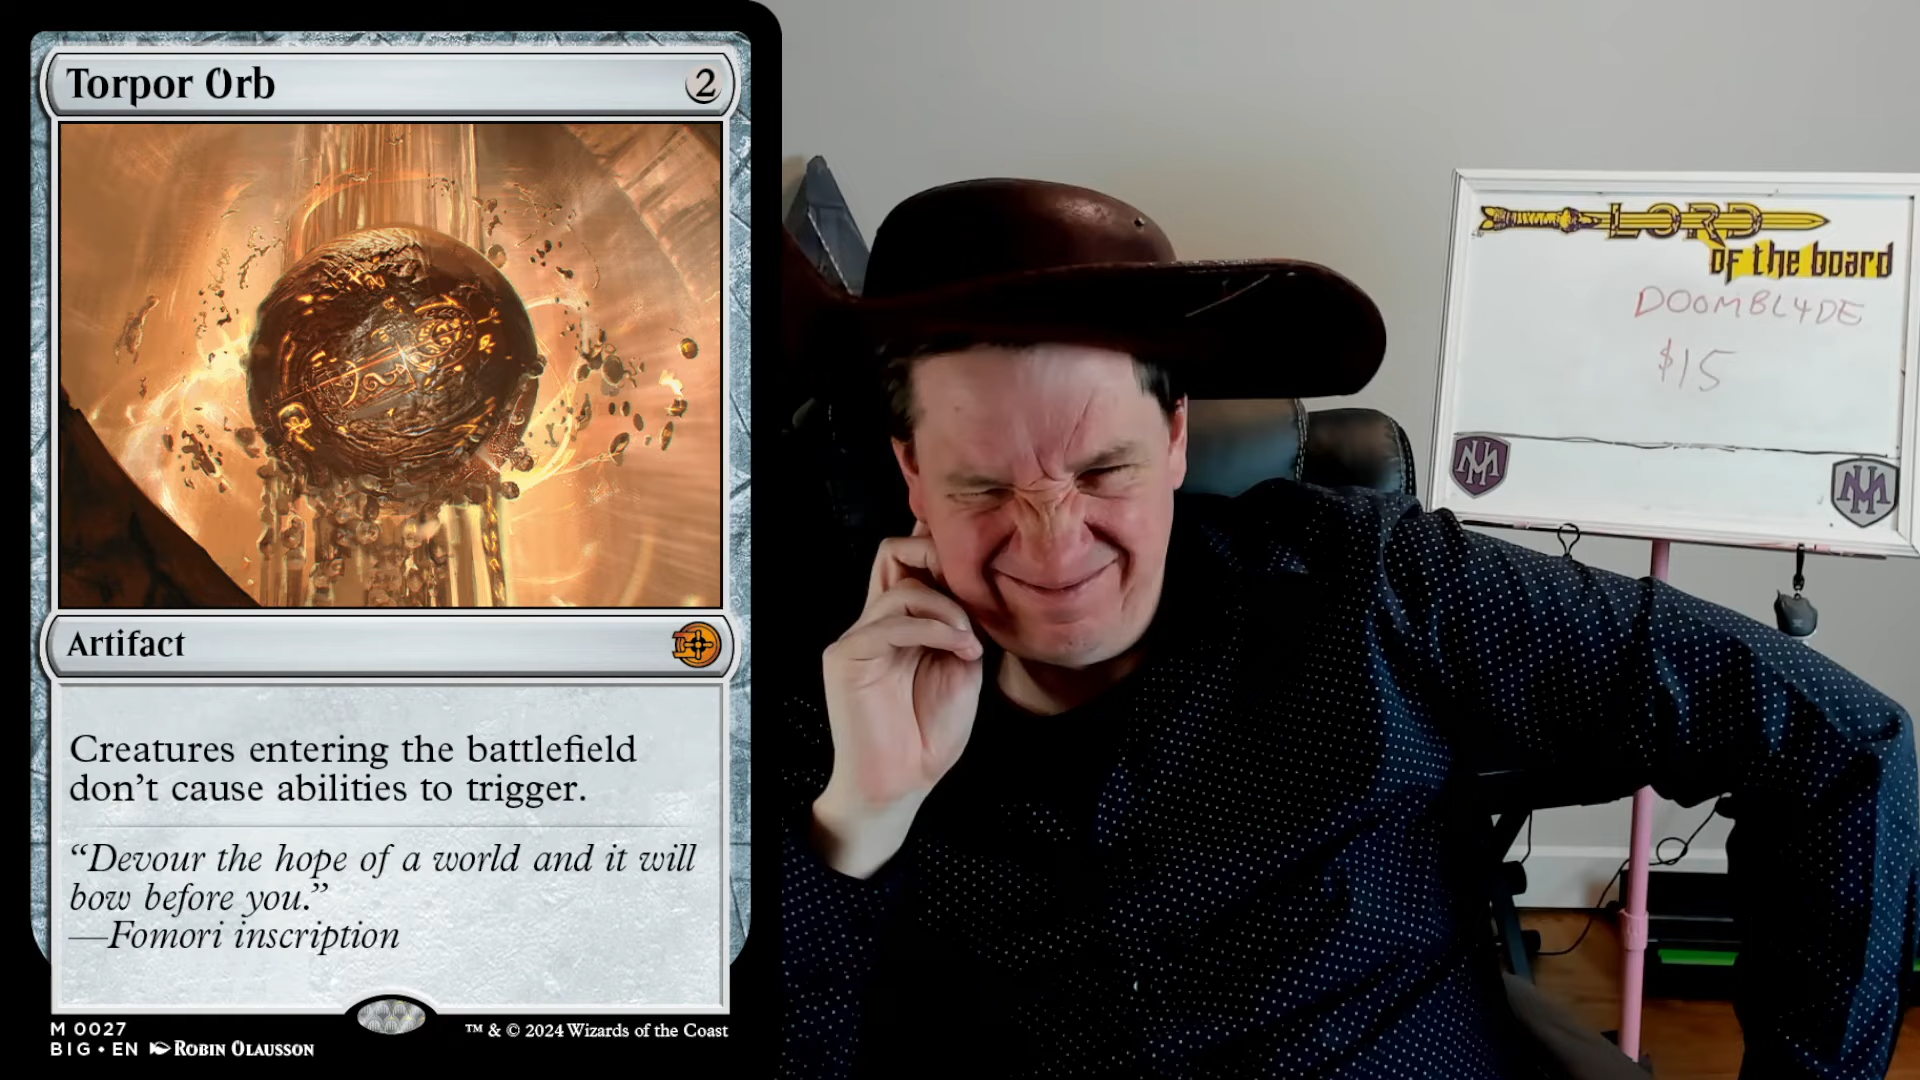 Torpor Orb
2
Artifact
Creatures entering the battlefield
don't cause abilities to trigger.
“Devour the hope of a world and it will
bow before you.”
—Fomori inscription
M 0027
BIG • EN Robin Olausson
™ & © 2024 Wizards of the Coast
LORD
of the board
DOOMBL4DE
$15